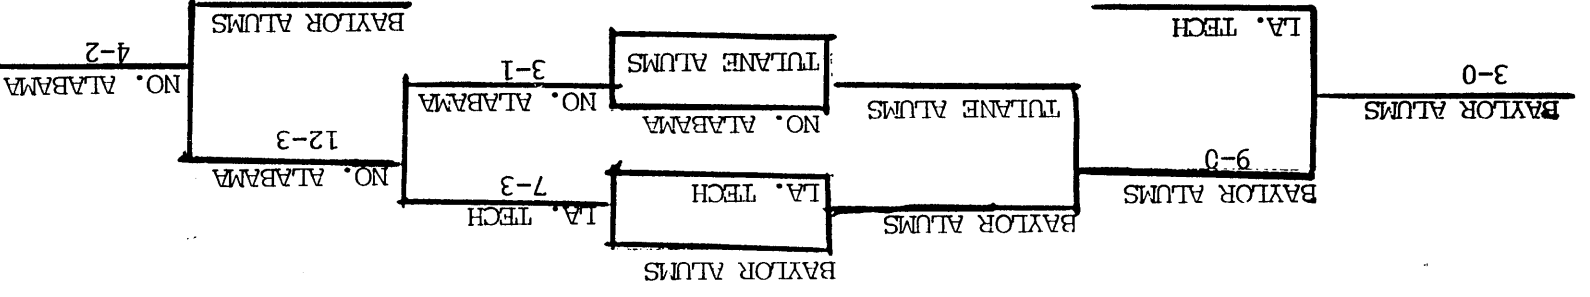 BAYLOR ALUMS
BAYLOR ALUMS
LA. TECH
BAYLOR ALUMS
9-0
LA. TECH
7-3
NO. ALABAMA
12-3
NO. ALABAMA
BAYLOR ALUMS
3-0
TULANE ALUMS
TULANE ALUMS
NO. ALABAMA
3-1
NO. ALABAMA
4-2
LA. TECH
BAYLOR ALUMS